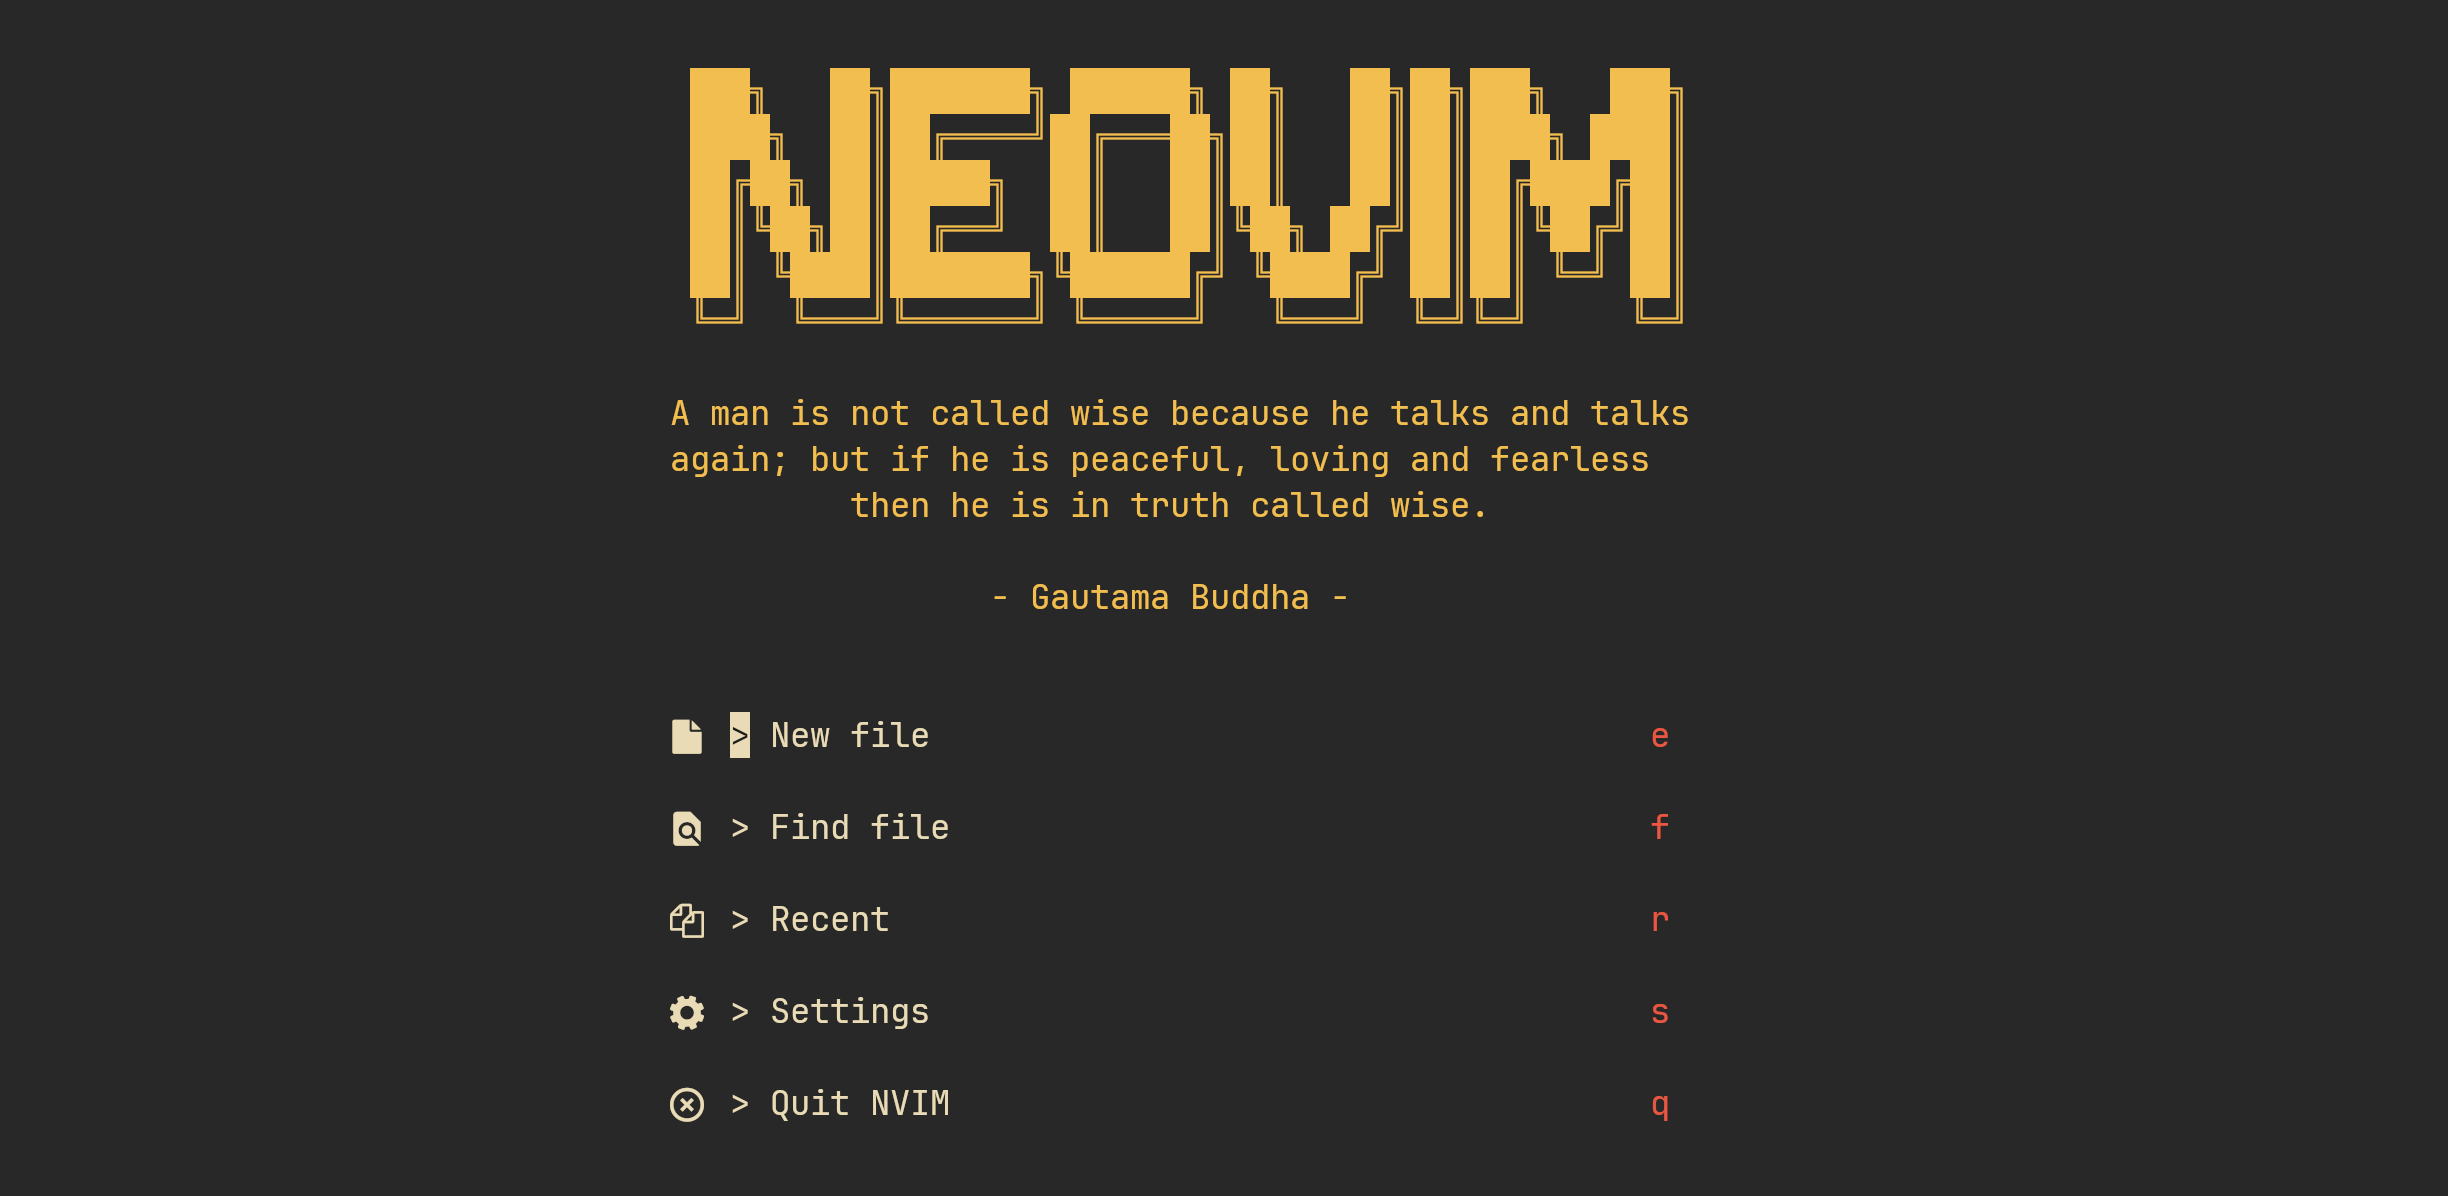 NEOVIM
A man is not called wise because he talks and talks
again; but if he is peaceful, loving and fearless
then he is in truth called wise.
- Gautama Buddha -
> New file e
> Find file f
> Recent r
> Settings s
> Quit NVIM q